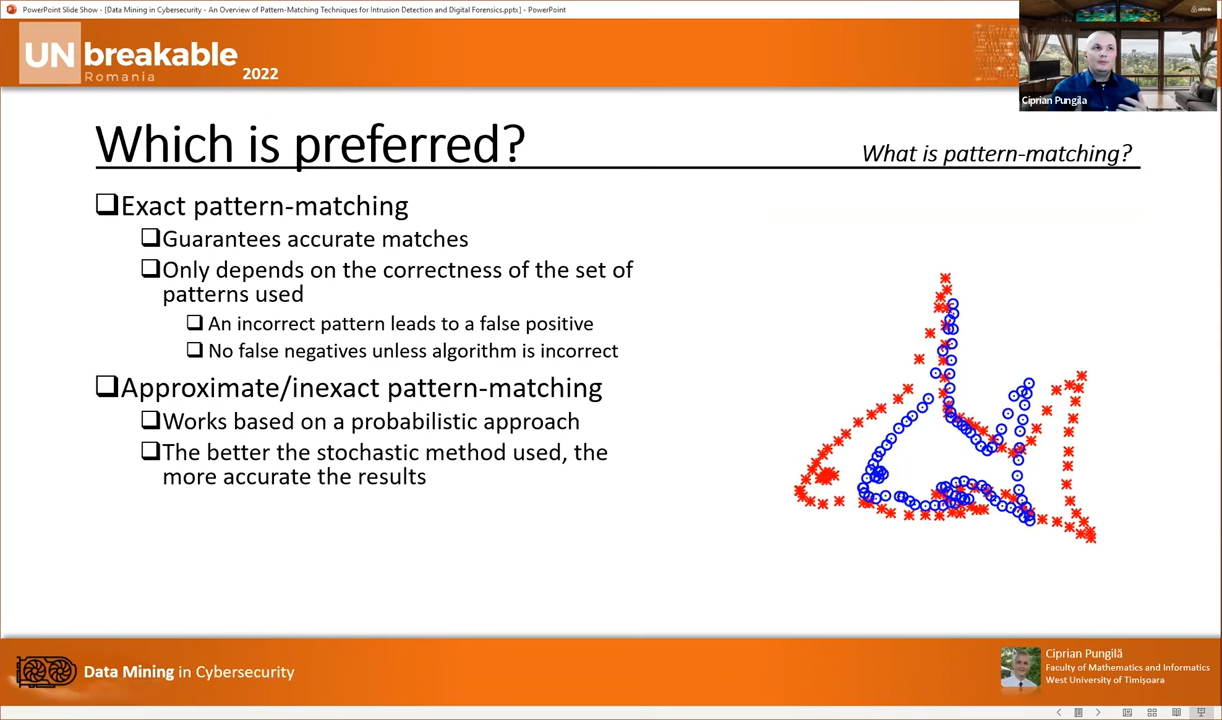 PowerPoint Slide Show - [Data Mining in Cybersecurity - An Overview of Pattern-Matching Techniques for Intrusion Detection and Digital Forensics.pptx] - PowerPoint
UN breakable
Romania
2022
Ciprian Pungila
Which is preferred?
What is pattern-matching?
Exact pattern-matching
Guarantees accurate matches
Only depends on the correctness of the set of
patterns used
An incorrect pattern leads to a false positive
No false negatives unless algorithm is incorrect
Approximate/inexact pattern-matching
Works based on a probabilistic approach
The better the stochastic method used, the
more accurate the results
Data Mining in Cybersecurity
Ciprian Pungilă
Faculty of Mathematics and Informatics
West University of Timișoara